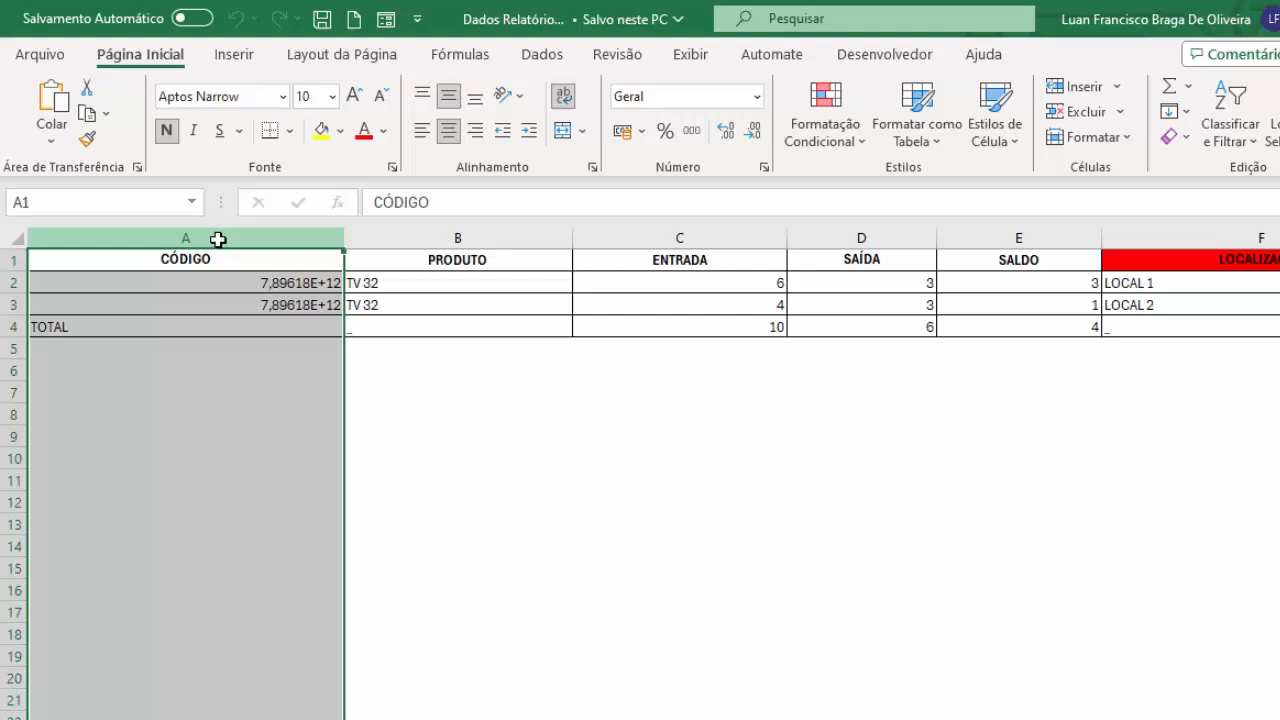 Salvamento Automático Dados Relatório... • Salvo neste PC Pesquisar Luan Francisco Braga De Oliveira LF
Arquivo Página Inicial Inserir Layout da Página Fórmulas Dados Revisão Exibir Automate Desenvolvedor Ajuda Comentário
Colar
Aptos Narrow 10 A A
N I S A
ab c
Geral
% 000
Formatação Condicional
Formatar como Tabela
Estilos de Célula
Inserir
Excluir
Formatar
Classificar e Filtrar
Área de Transferência Fonte Alinhamento Número Estilos Células Edição
A1 fx CÓDIGO
A B C D E F
1 CÓDIGO PRODUTO ENTRADA SAÍDA SALDO LOCALIZA
2 7,89618E+12 TV 32 6 3 3 LOCAL 1
3 7,89618E+12 TV 32 4 3 1 LOCAL 2
4 TOTAL _ 10 6 4 _
5
6
7
8
9
10
11
12
13
14
15
16
17
18
19
20
21